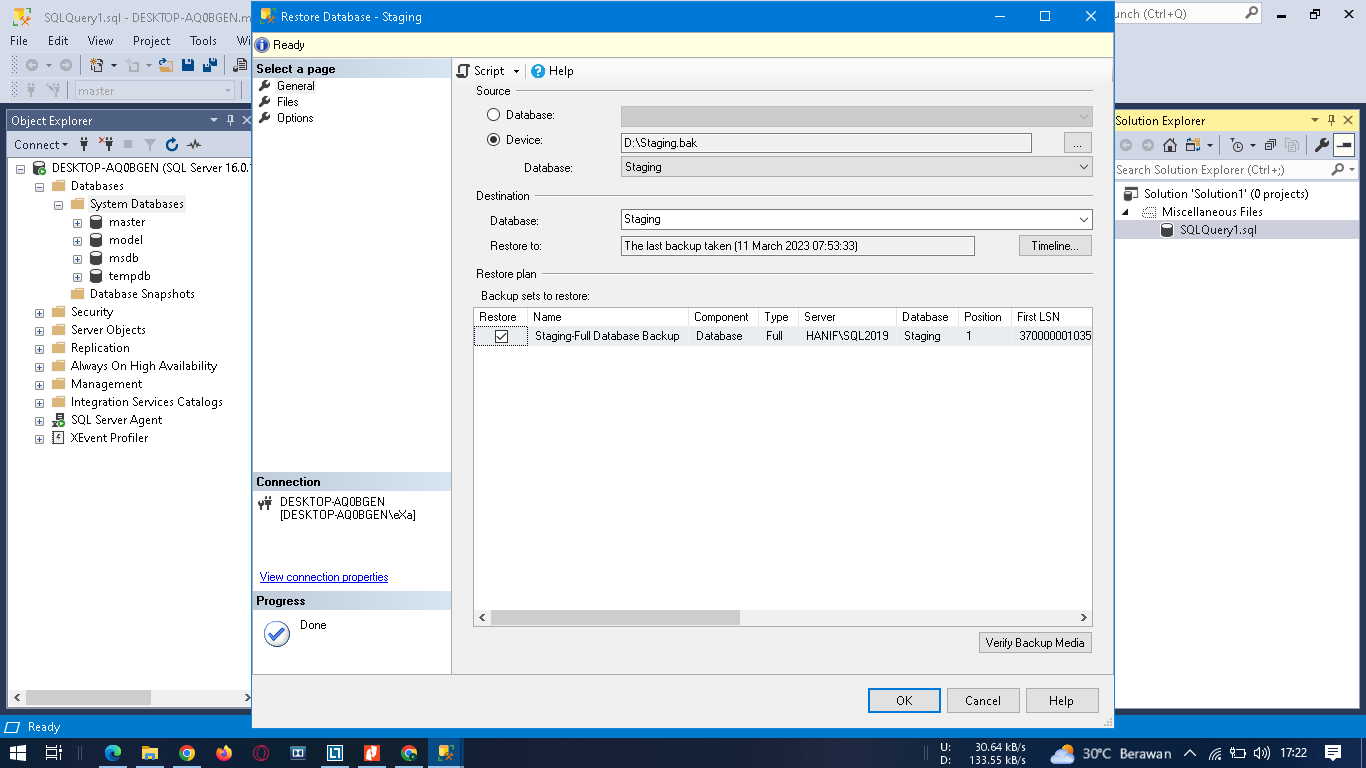 SQLQuery1.sql - DESKTOP-AQ0BGEN.m
Restore Database - Staging
unch (Ctrl+Q)
File Edit View Project Tools Wi
Ready
master
Select a page
General
Files
Options
Script Help
Source
Database:
Device: D:\Staging.bak ...
Database: Staging
Destination
Database: Staging
Restore to: The last backup taken (11 March 2023 07:53:33) Timeline...
Restore plan
Backup sets to restore:
Restore Name Component Type Server Database Position First LSN
Staging-Full Database Backup Database Full HANIF\SQL2019 Staging 1 370000001035
Verify Backup Media
OK Cancel Help
Connection
DESKTOP-AQ0BGEN
[DESKTOP-AQ0BGEN\eXa]
View connection properties
Progress
Done
Object Explorer
Connect
DESKTOP-AQ0BGEN (SQL Server 16.0.
Databases
System Databases
master
model
msdb
tempdb
Database Snapshots
Security
Server Objects
Replication
Always On High Availability
Management
Integration Services Catalogs
SQL Server Agent
XEvent Profiler
Solution Explorer
Search Solution Explorer (Ctrl+;)
Solution 'Solution1' (0 projects)
Miscellaneous Files
SQLQuery1.sql
Ready
U: 30.64 kB/s
D: 133.55 kB/s
30°C Berawan
17:22